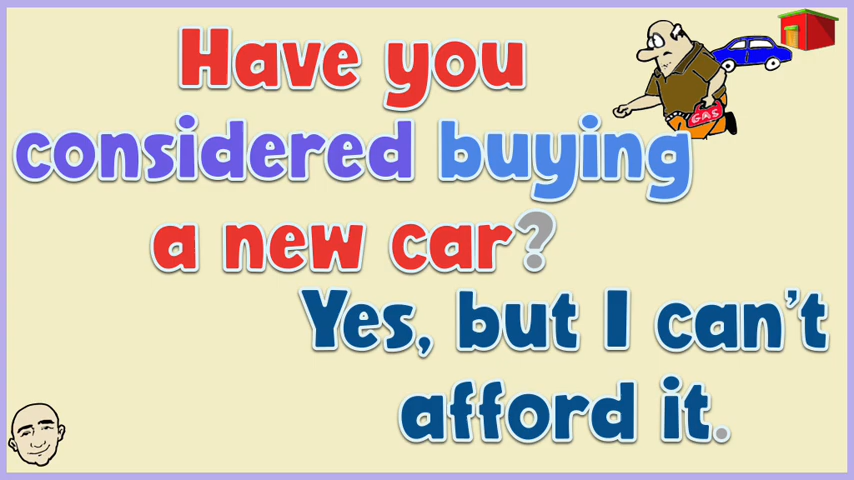 GAS
Have you
considered buying
a new car?
Yes, but I can't
afford it.